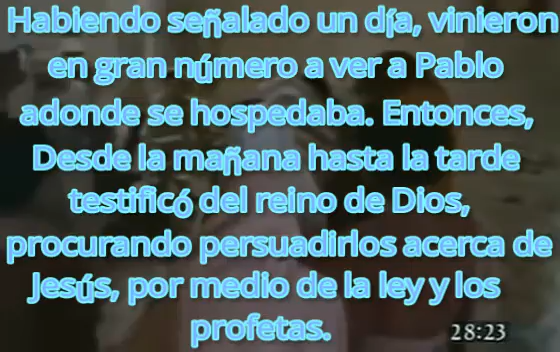 Habiendo señalado un día, vinieron
en gran número a ver a Pablo
adonde se hospedaba. Entonces,
Desde la mañana hasta la tarde
testificó del reino de Dios,
procurando persuadirlos acerca de
Jesús, por medio de la ley y los
profetas.
28:23